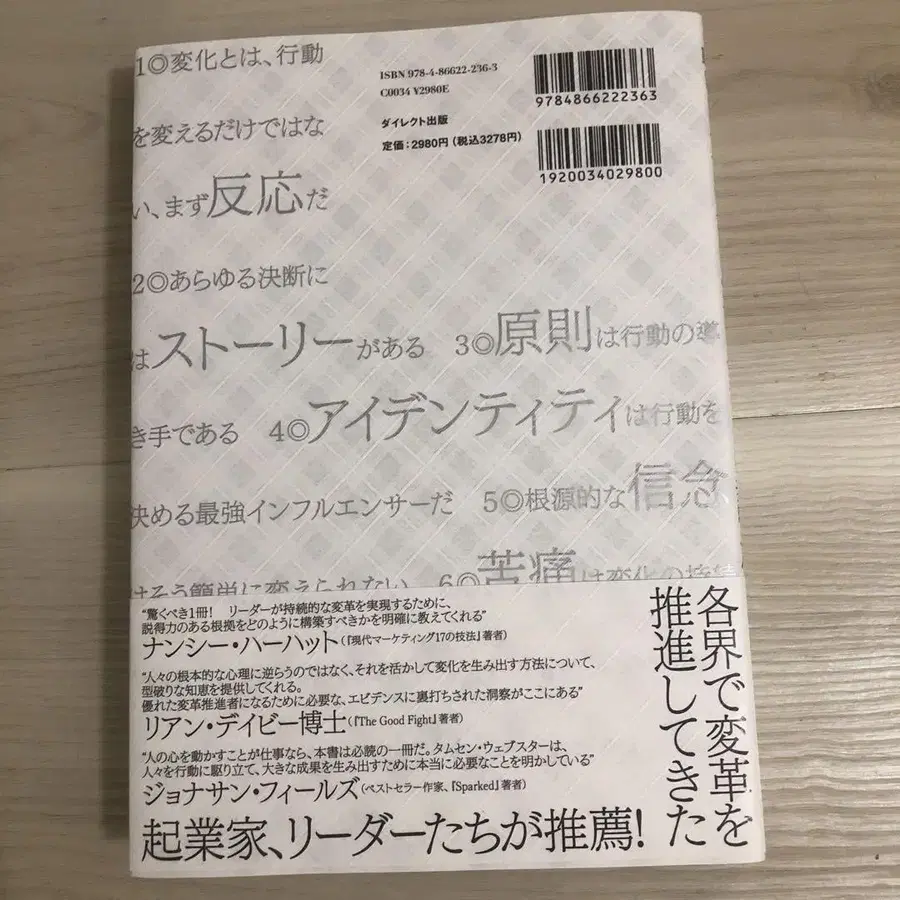 1◎変化とは、行動
を変えるだけではな
い、まず反応だ
2◎あらゆる決断に
はストーリーがある 3◎原則は行動の導
き手である 4◎アイデンティティは行動を
決める最強インフルエンサーだ 5◎根源的な信念
はそう簡単に変えられない 6◎苦痛は変化の
ISBN 978-4-86622-236-3
C0034 ¥2980E
ダイレクト出版
定価：2980円（税込3278円）
9784866222363
1920034029800
“驚くべき1冊！ リーダーが持続的な変革を実現するために、
説得力のある根拠をどのように構築すべきかを明確に教えてくれる”
ナンシー・ハーハット（『現代マーケティング17の技法』著者）
“人々の根本的な心理に逆らうのではなく、それを活かして変化を生み出す方法について、
型破りな知恵を提供してくれる。
優れた変革推進者になるために必要な、エビデンスに裏打ちされた洞察がここにある”
リアン・デイビー博士（『The Good Fight』著者）
“人の心を動かすことが仕事なら、本書は必読の一冊だ。タムセン・ウェブスターは、
人々を行動に駆り立て、大きな成果を生み出すために本当に必要なことを明かしている”
ジョナサン・フィールズ（ベストセラー作家、『Sparked』著者）
各界で変革を
推進してきた
起業家、リーダーたちが推薦！